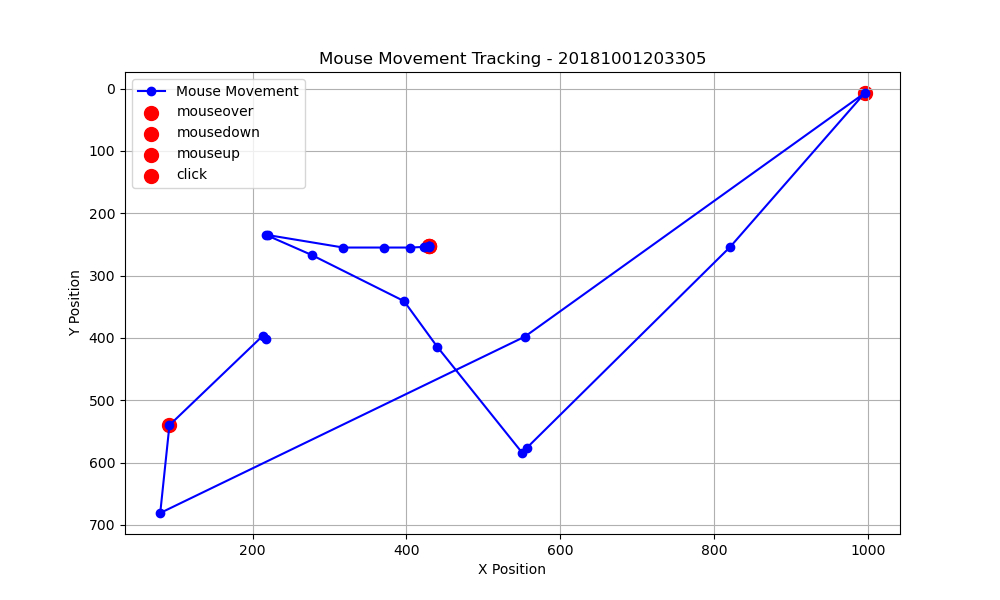 Mouse Movement Tracking - 20181001203305
Mouse Movement
mouseover
mousedown
mouseup
click
0
100
200
300
400
500
600
700
Y Position
200
400
600
800
1000
X Position